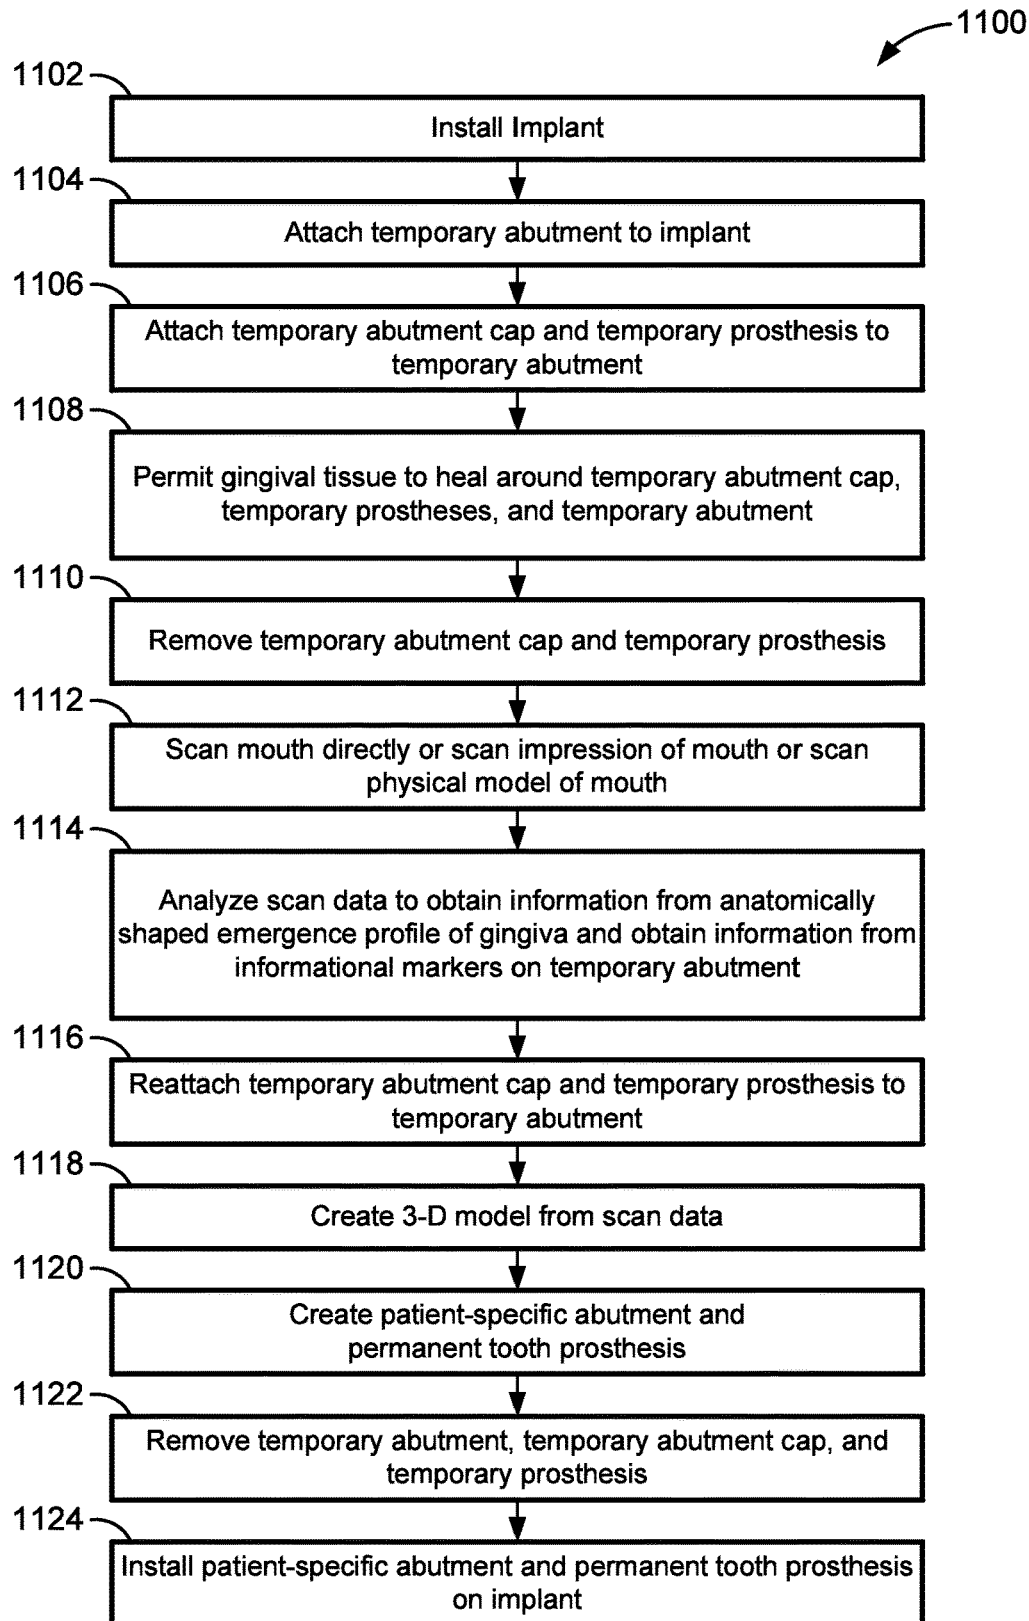 1100
1102
Install Implant
1104
Attach temporary abutment to implant
1106
Attach temporary abutment cap and temporary prosthesis to
temporary abutment
1108
Permit gingival tissue to heal around temporary abutment cap,
temporary prostheses, and temporary abutment
1110
Remove temporary abutment cap and temporary prosthesis
1112
Scan mouth directly or scan impression of mouth or scan
physical model of mouth
1114
Analyze scan data to obtain information from anatomically
shaped emergence profile of gingiva and obtain information from
informational markers on temporary abutment
1116
Reattach temporary abutment cap and temporary prosthesis to
temporary abutment
1118
Create 3-D model from scan data
1120
Create patient-specific abutment and
permanent tooth prosthesis
1122
Remove temporary abutment, temporary abutment cap, and
temporary prosthesis
1124
Install patient-specific abutment and permanent tooth prosthesis
on implant